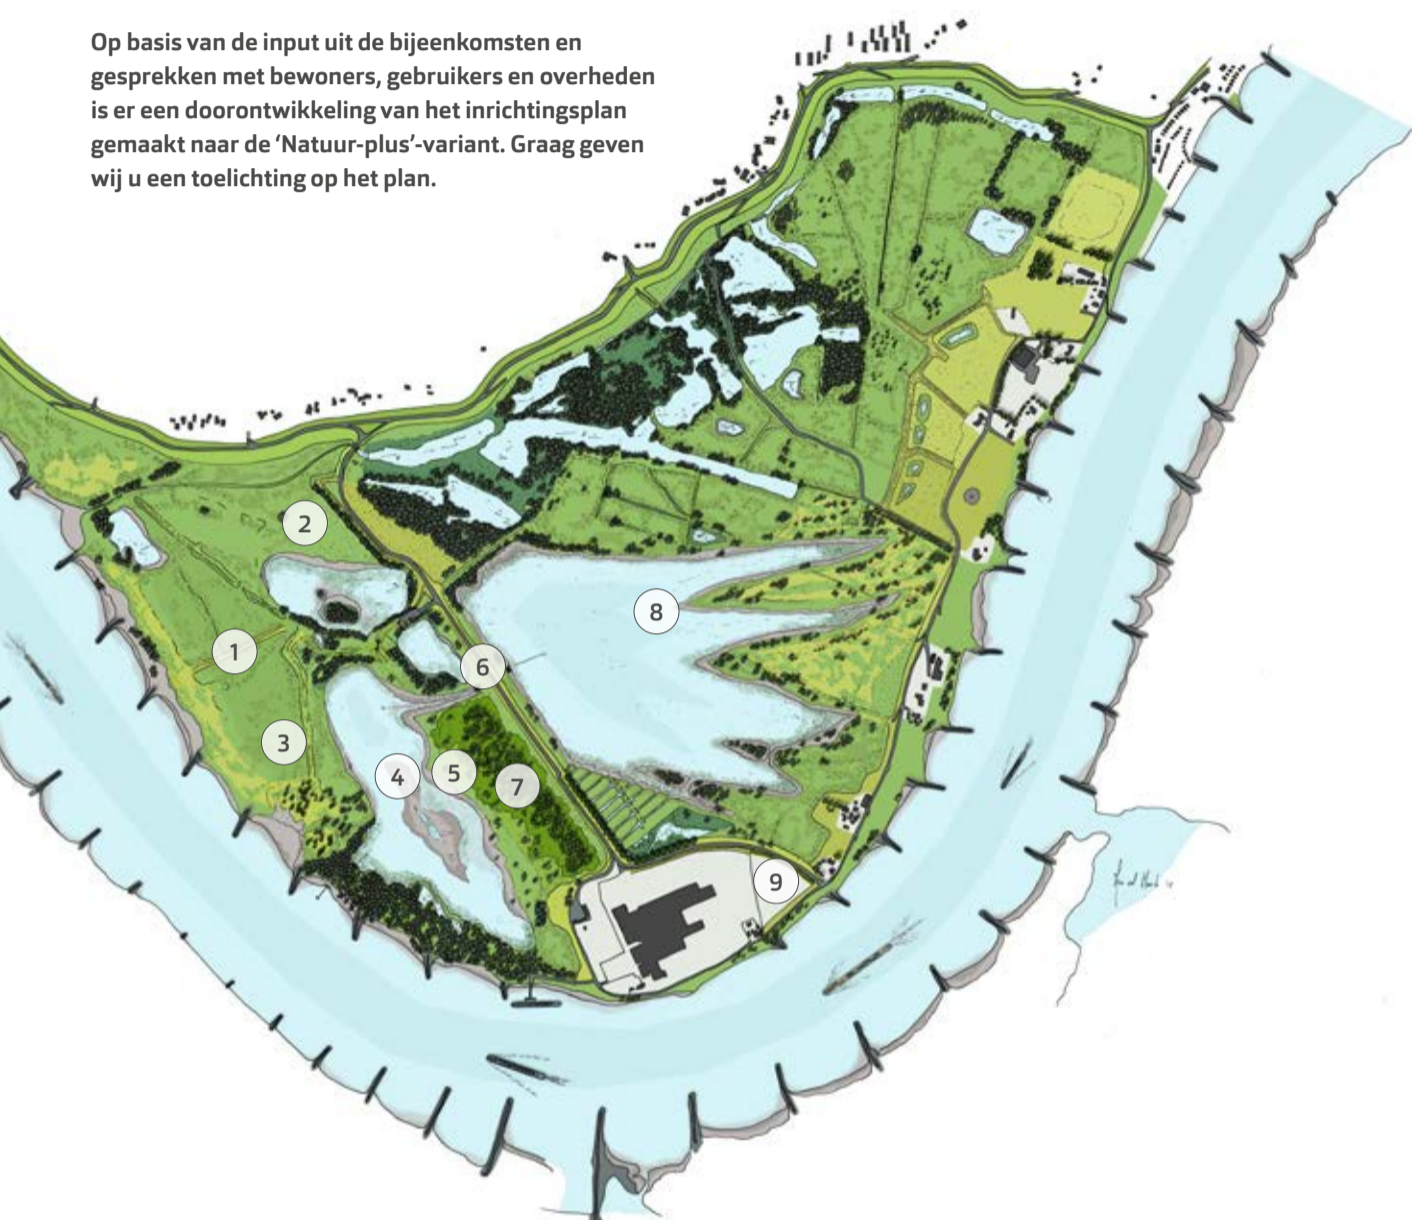 Op basis van de input uit de bijeenkomsten en
gesprekken met bewoners, gebruikers en overheden
is er een doorontwikkeling van het inrichtingsplan
gemaakt naar de ‘Natuur-plus’-variant. Graag geven
wij u een toelichting op het plan.
2
8
1
6
3
4
5
7
9